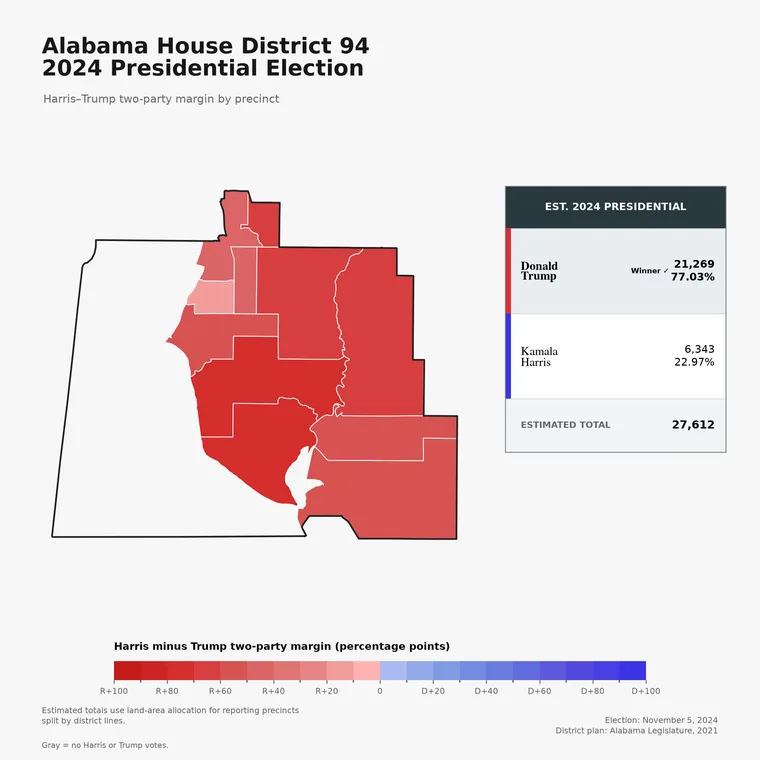 Alabama House District 94
2024 Presidential Election
Harris–Trump two-party margin by precinct
EST. 2024 PRESIDENTIAL
Donald
Trump
Winner ✓
21,269
77.03%
Kamala
Harris
6,343
22.97%
ESTIMATED TOTAL
27,612
Harris minus Trump two-party margin (percentage points)
R+100 R+80 R+60 R+40 R+20 0 D+20 D+40 D+60 D+80 D+100
Estimated totals use land-area allocation for reporting precincts
split by district lines.
Gray = no Harris or Trump votes.
Election: November 5, 2024
District plan: Alabama Legislature, 2021